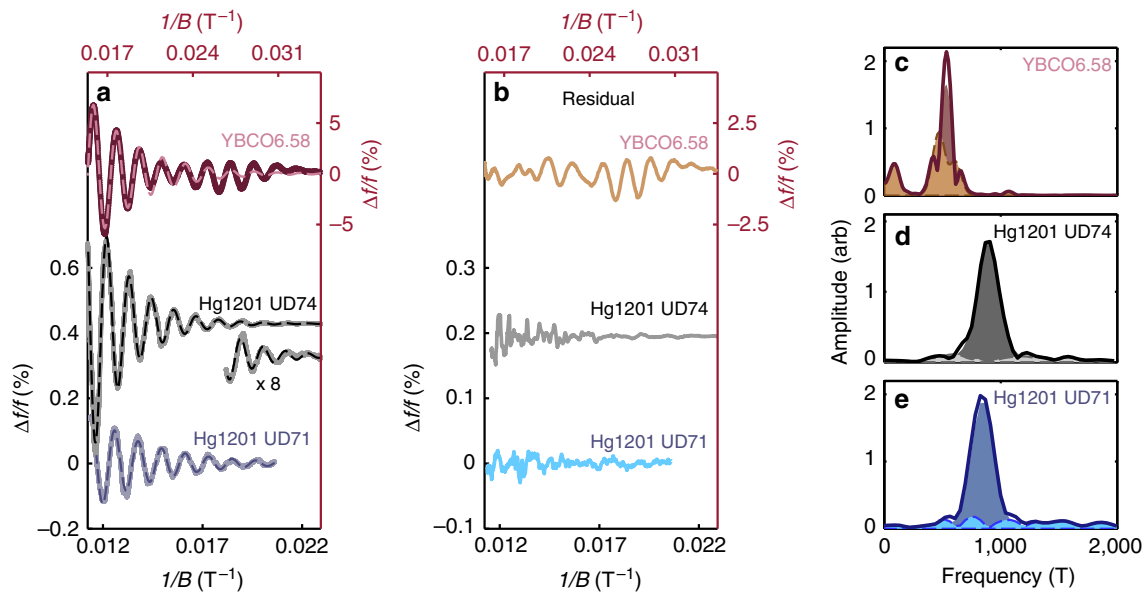 1/B (T⁻¹)
0.017 0.024 0.031
a
YBCO6.58
5
0
−5
Δf/f (%)
0.6
0.4
0.2
0
−0.2
Δf/f (%)
Hg1201 UD74
x 8
Hg1201 UD71
0.012 0.017 0.022
1/B (T⁻¹)
1/B (T⁻¹)
0.017 0.024 0.031
b
Residual
YBCO6.58
2.5
0
−2.5
Δf/f (%)
0.3
0.2
0.1
0
−0.1
Hg1201 UD74
Hg1201 UD71
0.012 0.017 0.022
1/B (T⁻¹)
c
YBCO6.58
2
1
0
d
Hg1201 UD74
2
1
0
Amplitude (arb)
e
Hg1201 UD71
2
1
0
0 1,000 2,000
Frequency (T)